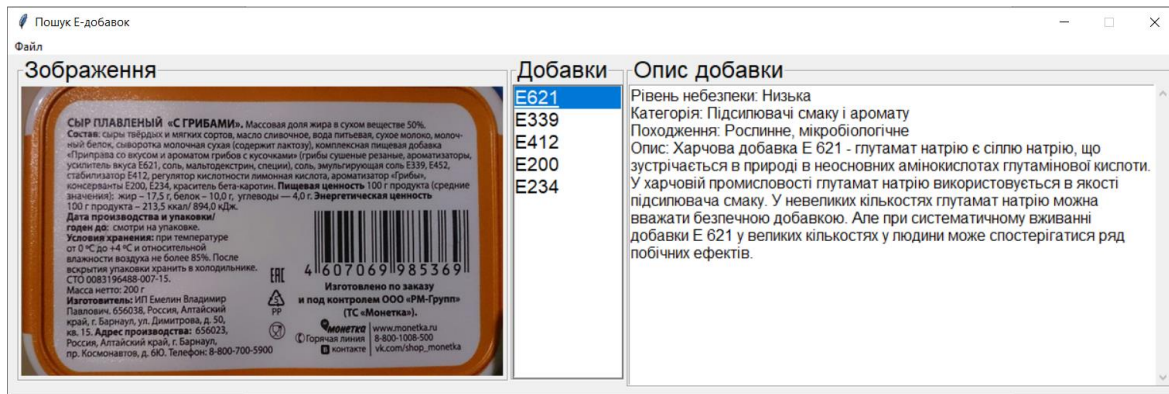 Пошук Е-добавок
Файл
Зображення
СЫР ПЛАВЛЕНЫЙ «С ГРИБАМИ». Массовая доля жира в сухом веществе 50%.
Состав: сыры твёрдых и мягких сортов, масло сливочное, вода питьевая, сухое молоко, молоч-
ный белок, сыворотка молочная сухая (содержит лактозу), комплексная пищевая добавка
«Приправа со вкусом и ароматом грибов с кусочками» (грибы сушеные резаные, ароматизаторы,
усилитель вкуса Е621, соль, мальтодекстрин, специи), соль, эмульгирующая соль Е339, Е452,
стабилизатор Е412, регулятор кислотности лимонная кислота, ароматизатор «Грибы»,
консерванты Е200, Е234, краситель бета-каротин. Пищевая ценность 100 г продукта (средние
значения): жир – 17,5 г, белок – 10,0 г, углеводы — 4,0 г. Энергетическая ценность
100 г продукта – 213,5 ккал/ 894,0 кДж.
Дата производства и упаковки/
годен до: смотри на упаковке.
Условия хранения: при температуре
от 0 ºС до +4 ºС и относительной
влажности воздуха не более 85%. После
вскрытия упаковки хранить в холодильнике.
СТО 0083196488-007-15.
Масса нетто: 200 г
Изготовитель: ИП Емелин Владимир
Павлович. 656038, Россия, Алтайский
край, г. Барнаул, ул. Димитрова, д. 50,
кв. 15. Адрес производства: 656023,
Россия, Алтайский край, г. Барнаул,
пр. Космонавтов, д. 6Ю. Телефон: 8-800-700-5900
EAC
PP
4 607069 985369
Изготовлено по заказу
и под контролем ООО «РМ-Групп»
(ТС «Монетка»).
монетка www.monetka.ru
Горячая линия 8-800-1008-500
В контакте vk.com/shop_monetka
Добавки
E621
E339
E412
E200
E234
Опис добавки
Рівень небезпеки: Низька
Категорія: Підсилювачі смаку і аромату
Походження: Рослинне, мікробіологічне
Опис: Харчова добавка Е 621 - глутамат натрію є сіллю натрію, що
зустрічається в природі в неосновних амінокислотах глутамінової кислоти.
У харчовій промисловості глутамат натрію використовується в якості
підсилювача смаку. У невеликих кількостях глутамат натрію можна
вважати безпечною добавкою. Але при систематичному вживанні
добавки Е 621 у великих кількостях у людини може спостерігатися ряд
побічних ефектів.